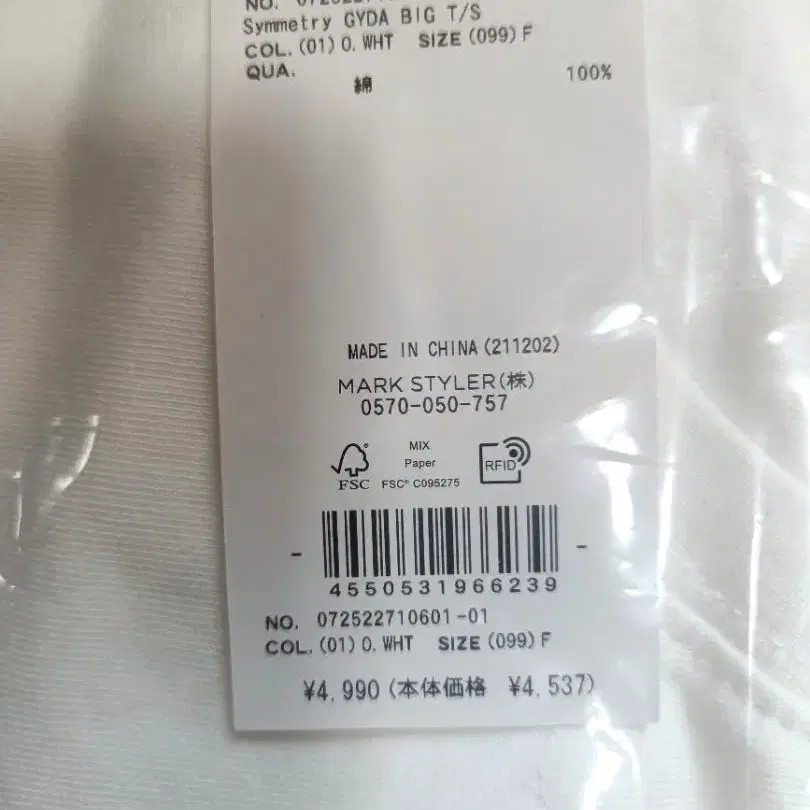 NO.
Symmetry GYDA BIG T/S
COL.(01)O.WHT SIZE(099)F
QUA.
綿 100%
MADE IN CHINA(211202)
MARK STYLER(株)
0570-050-757
MIX
Paper
FSC FSC® C095275
RFID
4550531966239
NO. 072522710601-01
COL.(01)O.WHT SIZE(099)F
¥4,990(本体価格 ¥4,537)